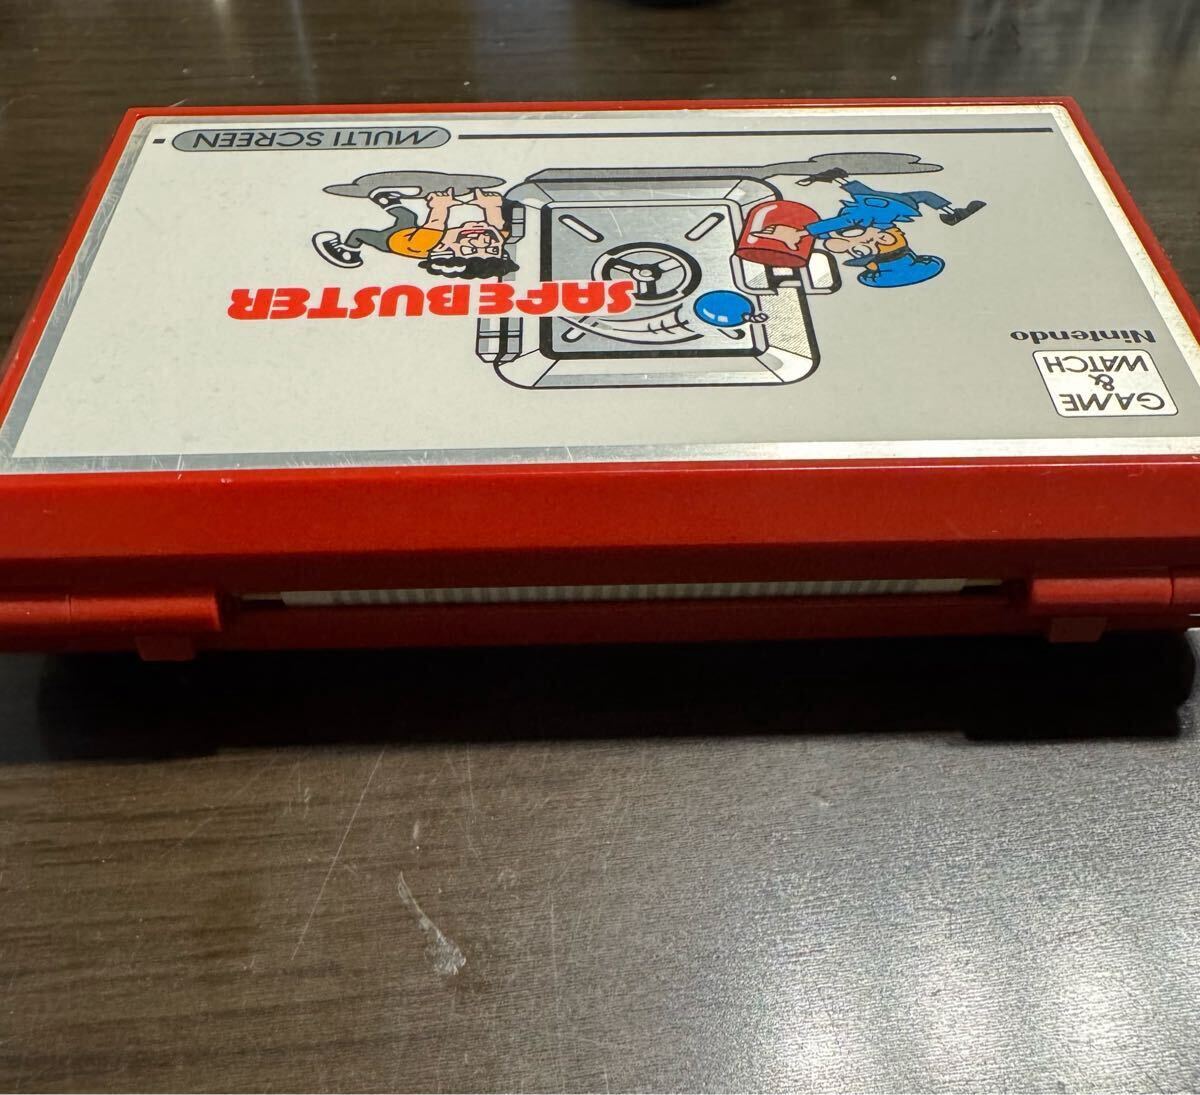 GAME
&
WATCH
Nintendo
SAFEBUSTER
MULTI SCREEN